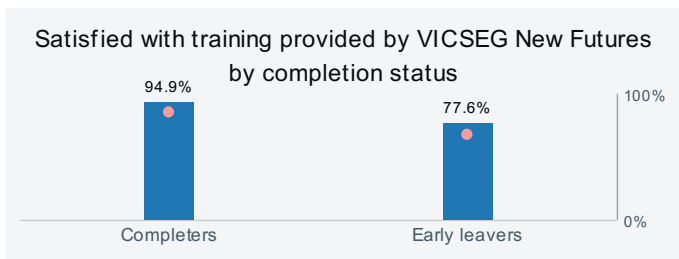 Satisfied with training provided by VICSEG New Futures
by completion status
94.9%
77.6%
100%
0%
Completers
Early leavers